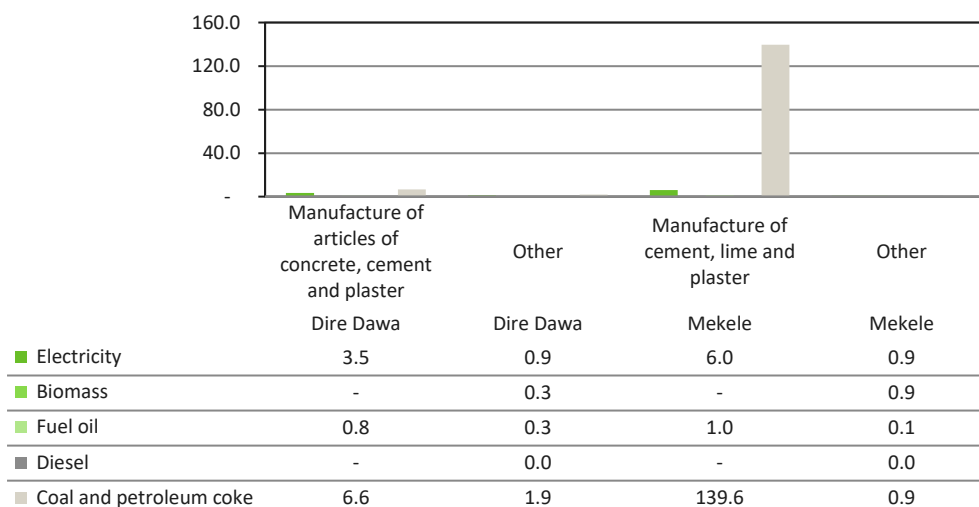 160.0
120.0
80.0
40.0
-
Manufacture of
articles of
concrete, cement
and plaster
Other
Manufacture of
cement, lime and
plaster
Other
Dire Dawa Dire Dawa Mekele Mekele
Electricity 3.5 0.9 6.0 0.9
Biomass - 0.3 - 0.9
Fuel oil 0.8 0.3 1.0 0.1
Diesel - 0.0 - 0.0
Coal and petroleum coke 6.6 1.9 139.6 0.9